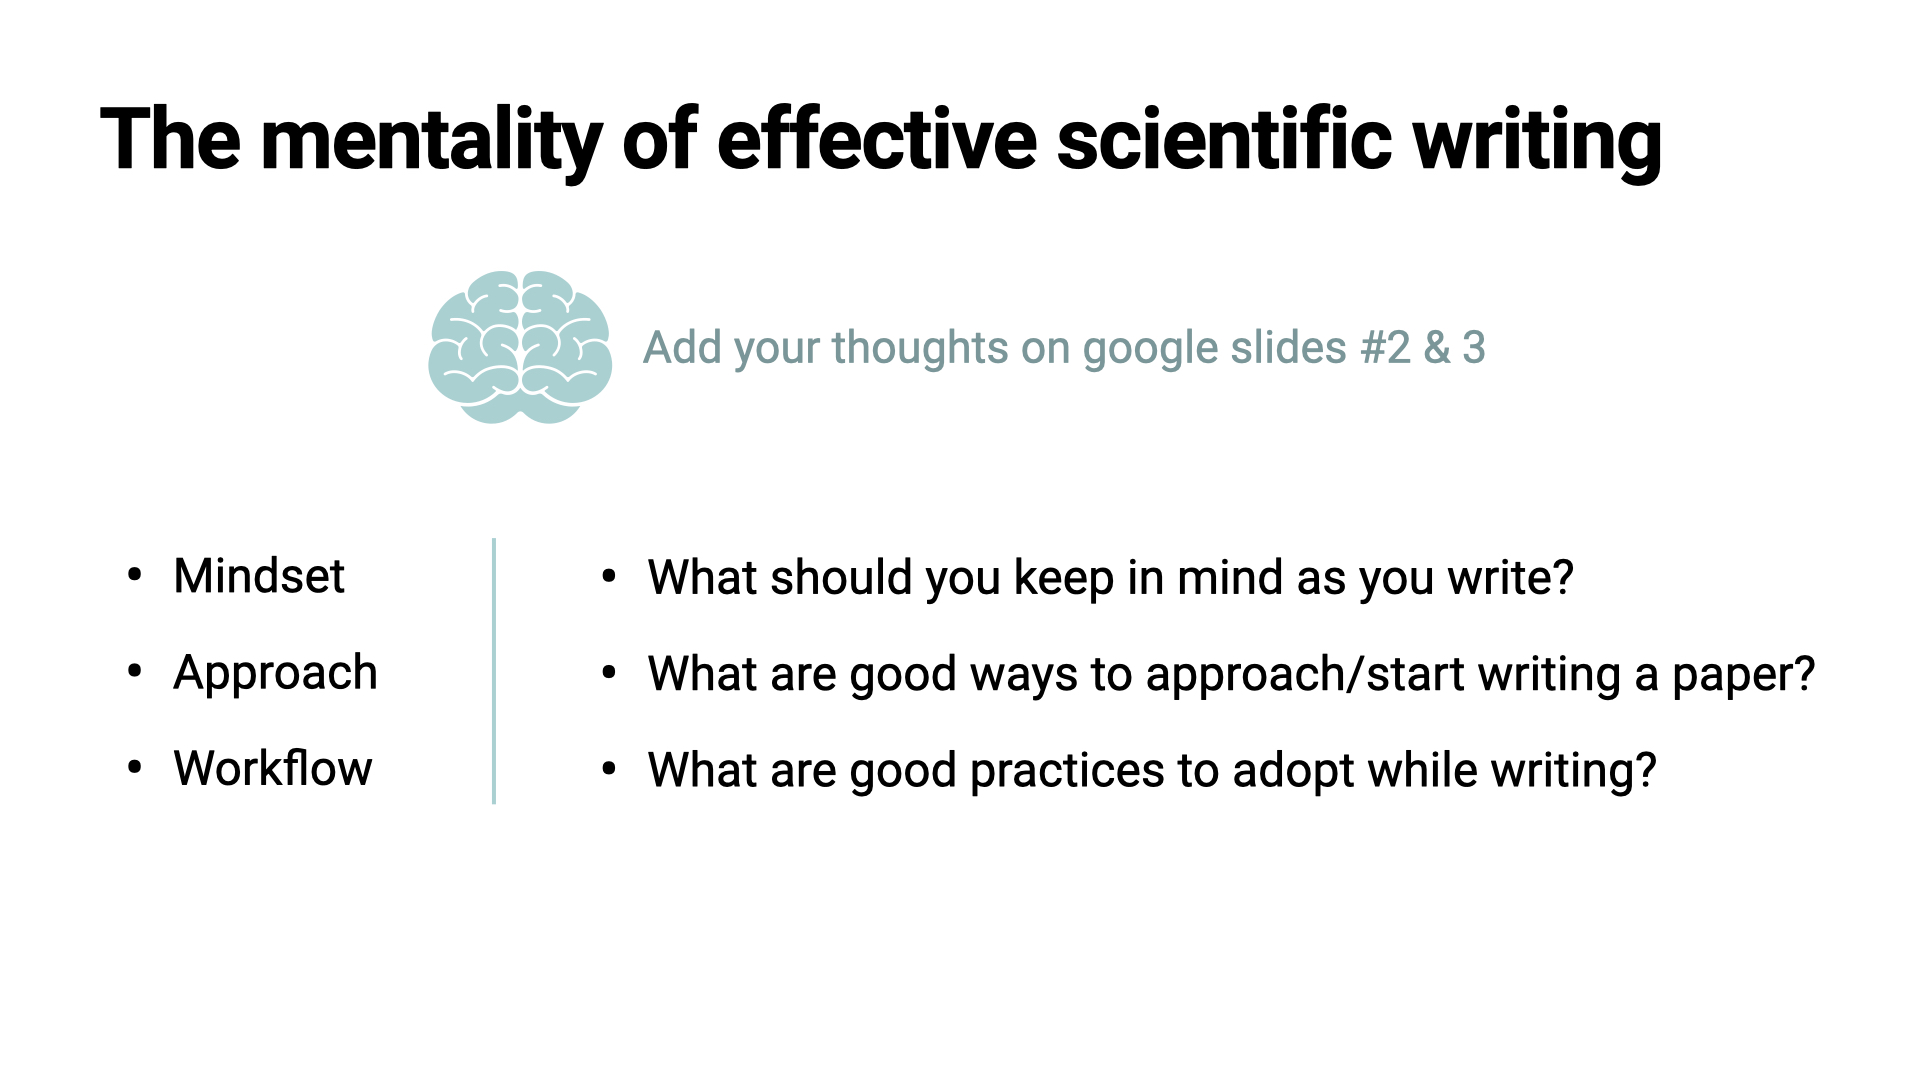 The mentality of effective scientific writing
Add your thoughts on google slides #2 & 3
• Mindset
• Approach
• Workflow
• What should you keep in mind as you write?
• What are good ways to approach/start writing a paper?
• What are good practices to adopt while writing?